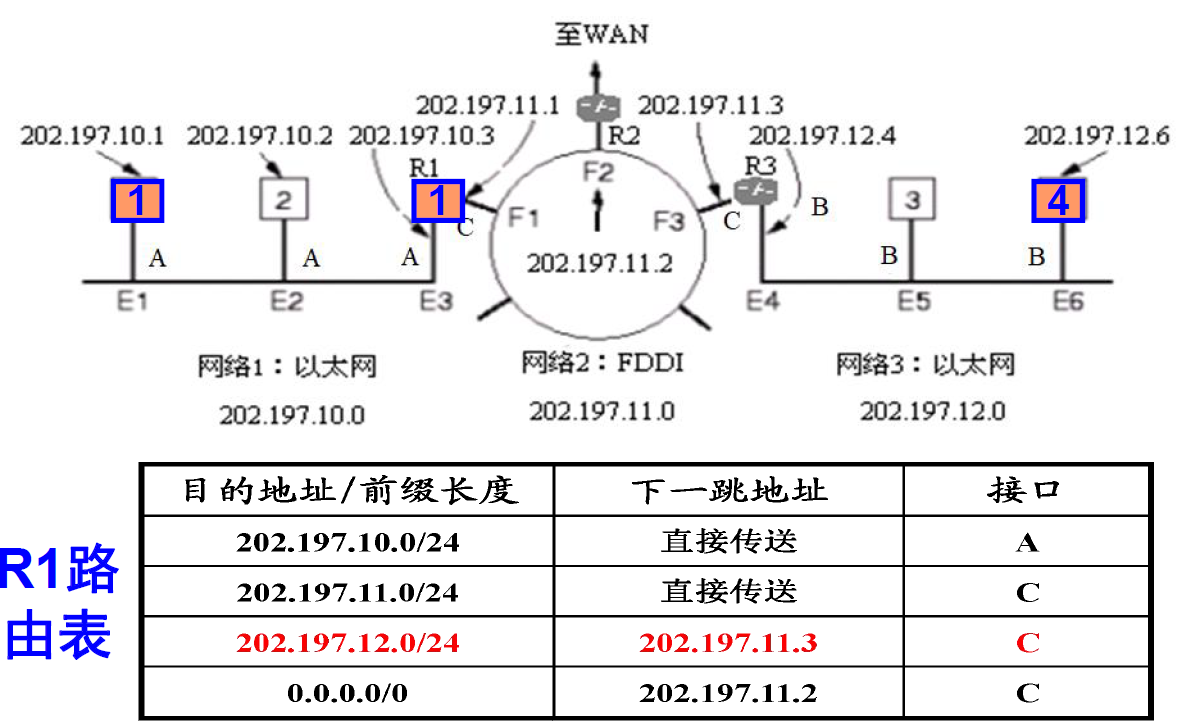 至WAN
202.197.11.1
202.197.11.3
202.197.10.1
202.197.10.2
202.197.10.3
R2
202.197.12.4
202.197.12.6
R1
F2
R3
1
2
1
C
F1
F3
C
B
3
4
A
A
A
202.197.11.2
B
B
E1
E2
E3
E4
E5
E6
网络1：以太网
网络2：FDDI
网络3：以太网
202.197.10.0
202.197.11.0
202.197.12.0
R1路
由表
目的地址/前缀长度 下一跳地址 接口
202.197.10.0/24 直接传送 A
202.197.11.0/24 直接传送 C
202.197.12.0/24 202.197.11.3 C
0.0.0.0/0 202.197.11.2 C